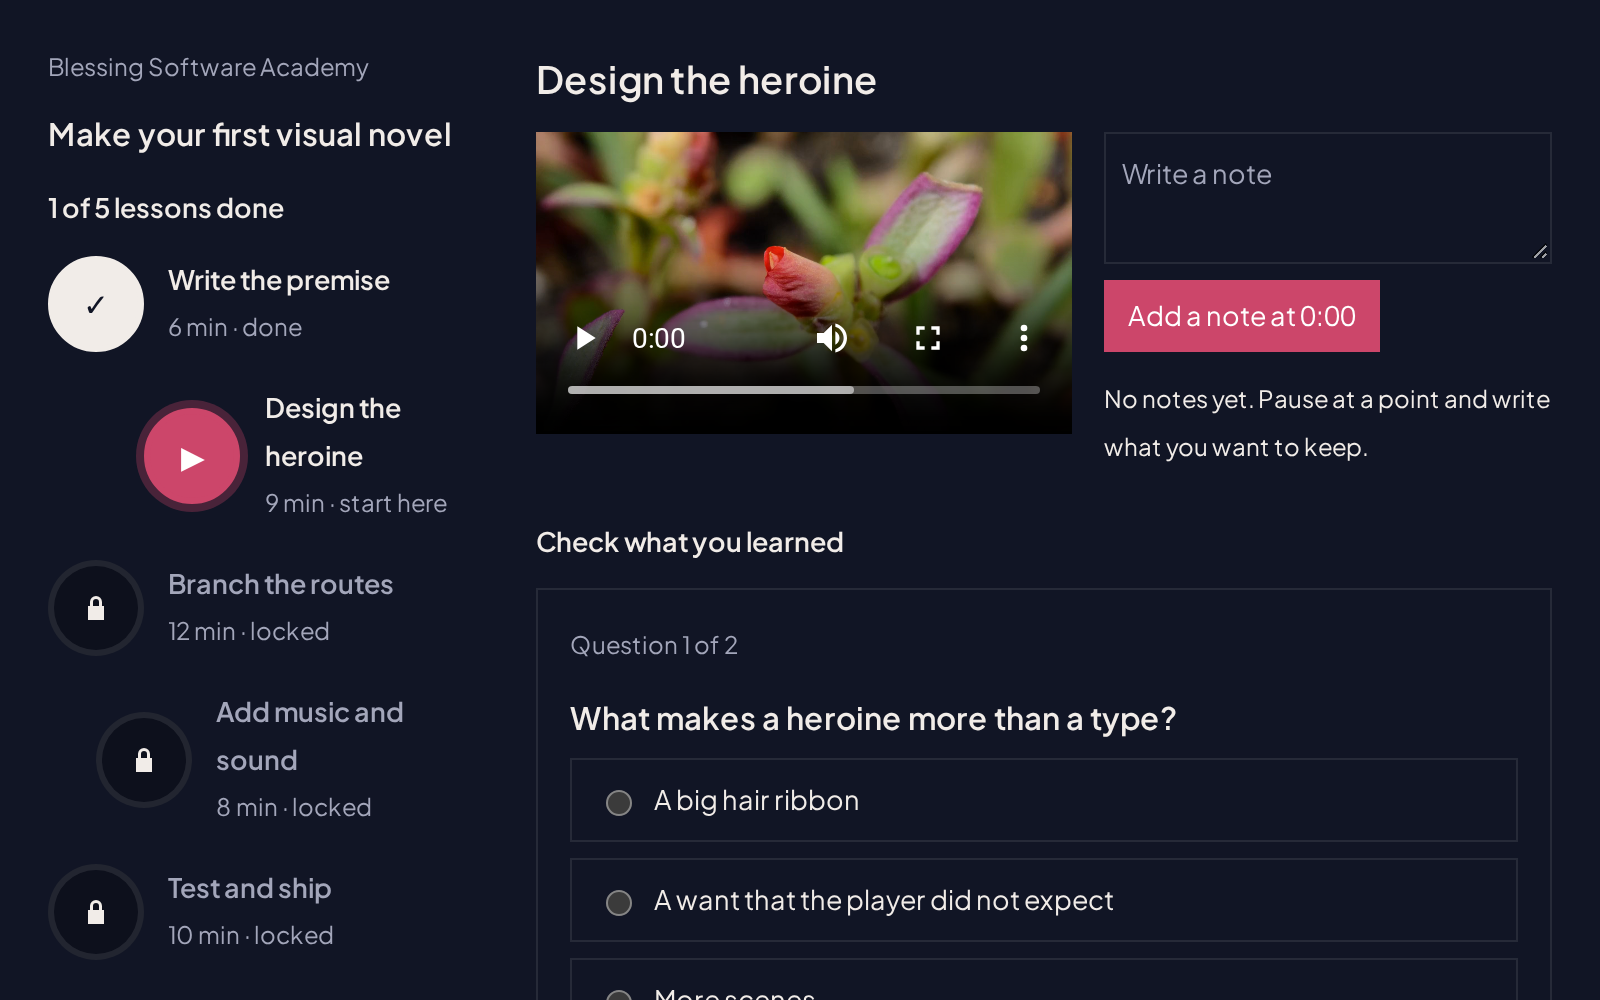 Blessing Software Academy
Make your first visual novel
1 of 5 lessons done
✓
Write the premise
6 min · done
Design the
heroine
9 min · start here
Branch the routes
12 min · locked
Add music and
sound
8 min · locked
Test and ship
10 min · locked
Design the heroine
0:00
Write a note
Add a note at 0:00
No notes yet. Pause at a point and write
what you want to keep.
Check what you learned
Question 1 of 2
What makes a heroine more than a type?
A big hair ribbon
A want that the player did not expect
More scenes